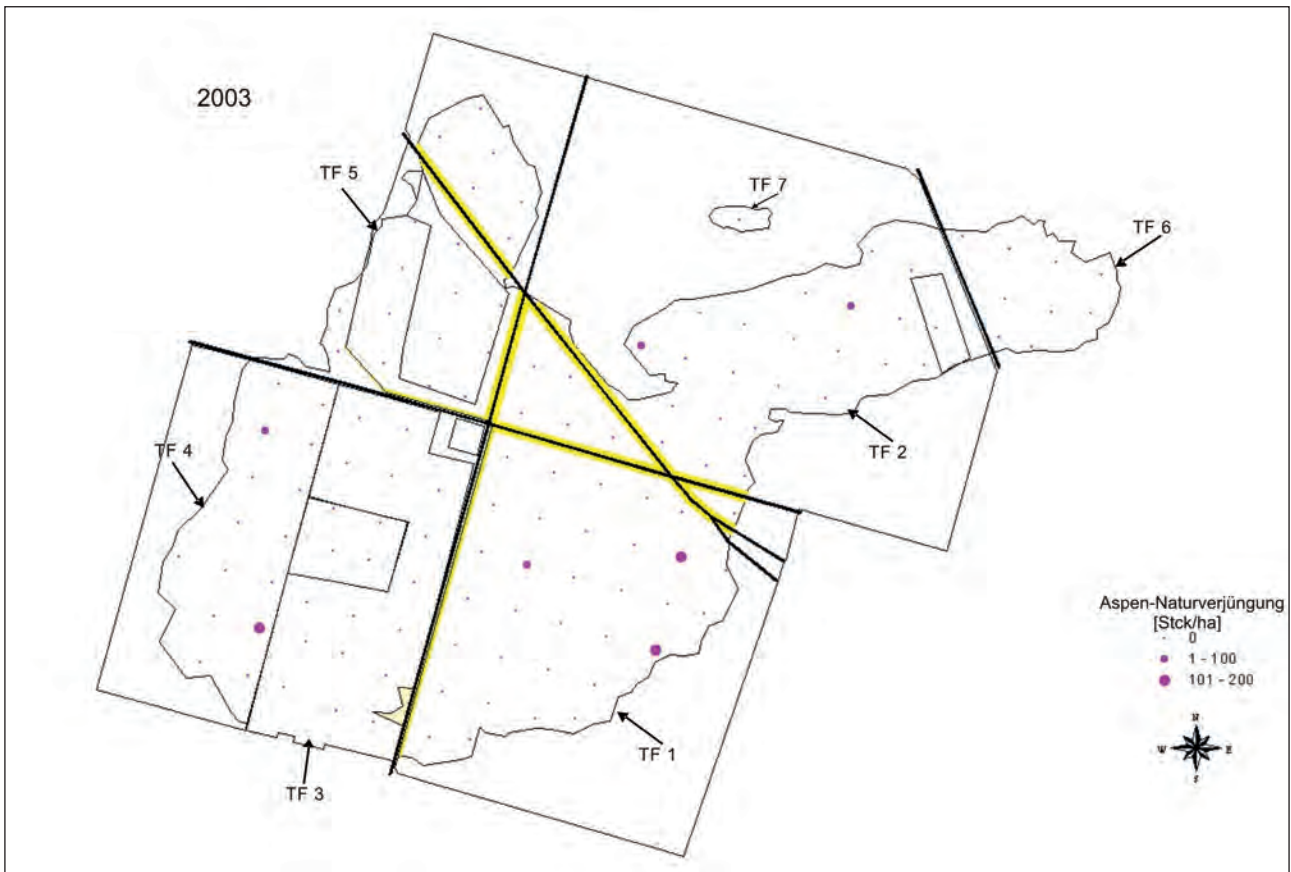 2003
TF 5
TF 7
TF 6
TF 4
TF 2
TF 1
TF 3
Aspen-Naturverjüngung
[Stck/ha]
0
1 - 100
101 - 200
N
W E
S